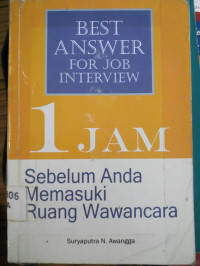 BEST
ANSWER
FOR JOB
INTERVIEW
1 JAM
Sebelum Anda
Memasuki
Ruang Wawancara
Suryaputra N. Awangga